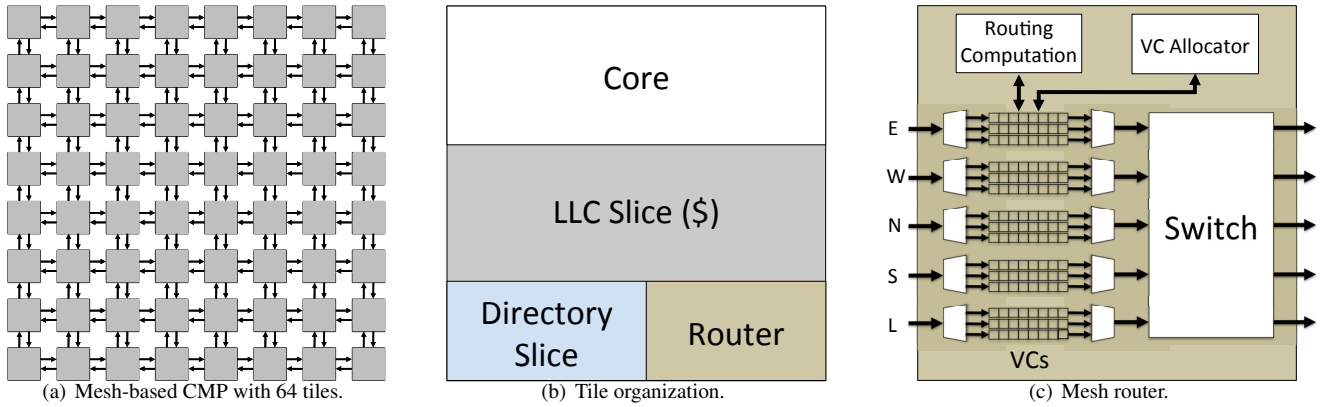 Core
LLC Slice ($)
Directory
Slice
Router
Routing
Computation
VC Allocator
E
W
N
S
L
Switch
VCs
(a) Mesh-based CMP with 64 tiles.
(b) Tile organization.
(c) Mesh router.